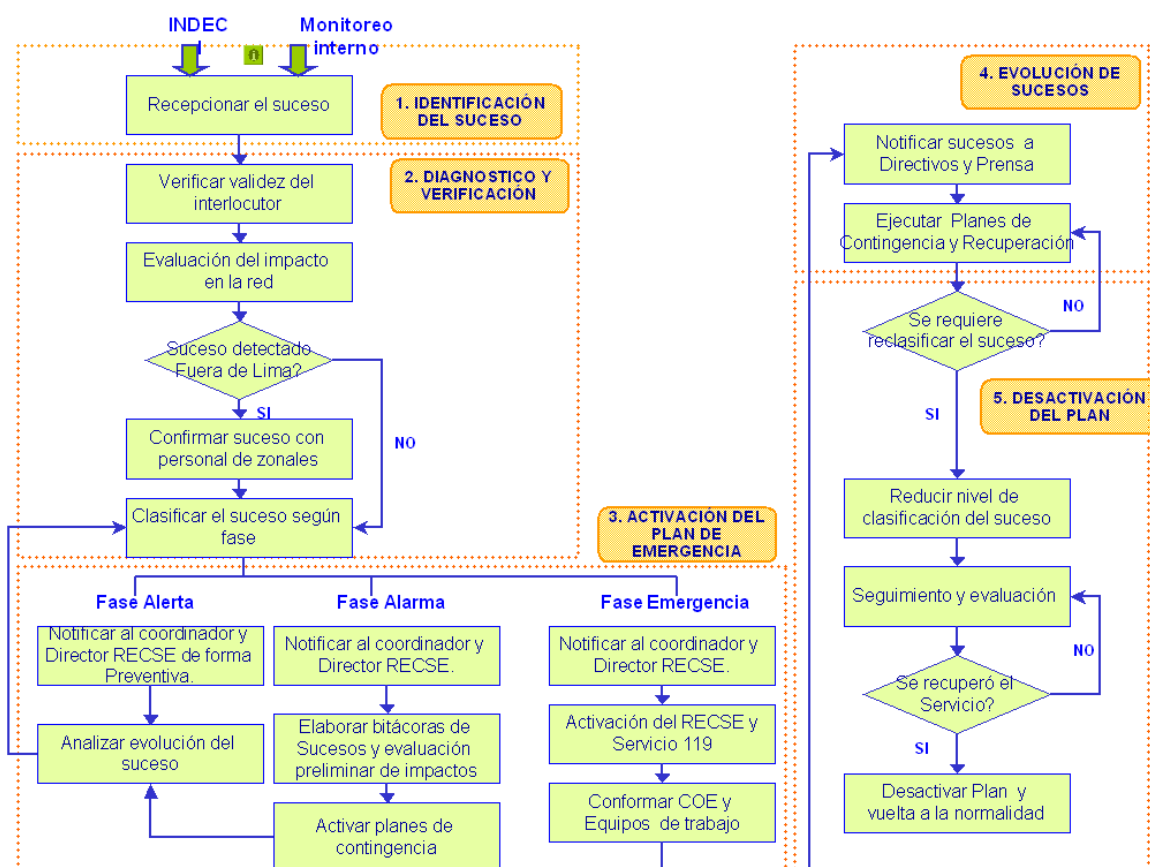 INDEC
I
Monitoreo
interno
Recepcionar el suceso
1. IDENTIFICACIÓN
DEL SUCESO
2. DIAGNOSTICO Y
VERIFICACIÓN
Verificar validez del
interlocutor
Evaluación del impacto
en la red
Suceso detectado
Fuera de Lima?
SI
NO
Confirmar suceso con
personal de zonales
Clasificar el suceso según
fase
3. ACTIVACIÓN DEL
PLAN DE
EMERGENCIA
Fase Alerta
Notificar al coordinador y
Director RECSE de forma
Preventiva.
Analizar evolución del
suceso
Fase Alarma
Notificar al coordinador y
Director RECSE.
Elaborar bitácoras de
Sucesos y evaluación
preliminar de impactos
Activar planes de
contingencia
Fase Emergencia
Notificar al coordinador y
Director RECSE.
Activación del RECSE y
Servicio 119
Conformar COE y
Equipos de trabajo
4. EVOLUCIÓN DE
SUCESOS
Notificar sucesos a
Directivos y Prensa
Ejecutar Planes de
Contingencia y Recuperación
NO
Se requiere
reclasificar el suceso?
5. DESACTIVACIÓN
DEL PLAN
SI
Reducir nivel de
clasificación del suceso
Seguimiento y evaluación
NO
Se recuperó el
Servicio?
SI
Desactivar Plan y
vuelta a la normalidad